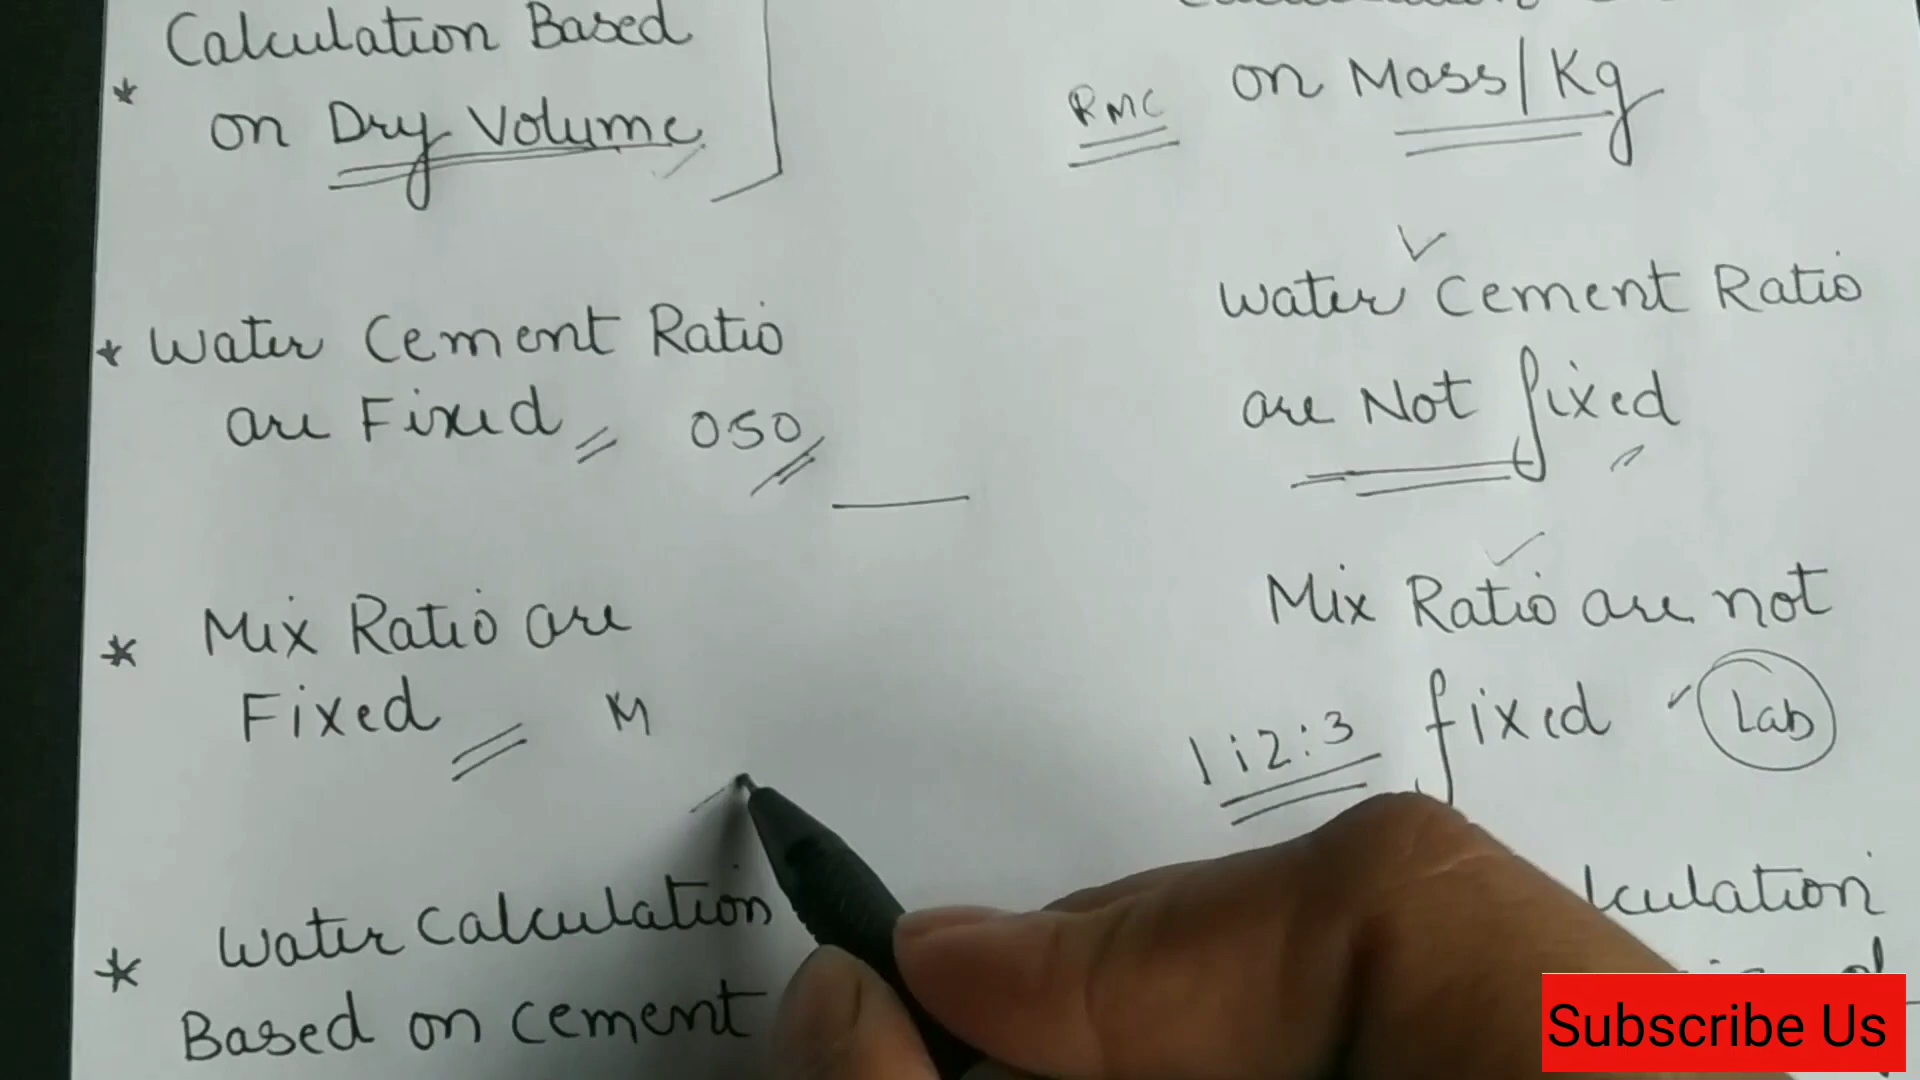 Calculation Based
* on Dry Volume
* Water Cement Ratio
are Fixed 050
* Mix Ratio are
Fixed M
* Water Calculation
Based on cement
RMC
on Mass/Kg
Water Cement Ratio
are Not fixed
Mix Ratio are not
1:2:3 fixed Lab
lculation
Subscribe Us